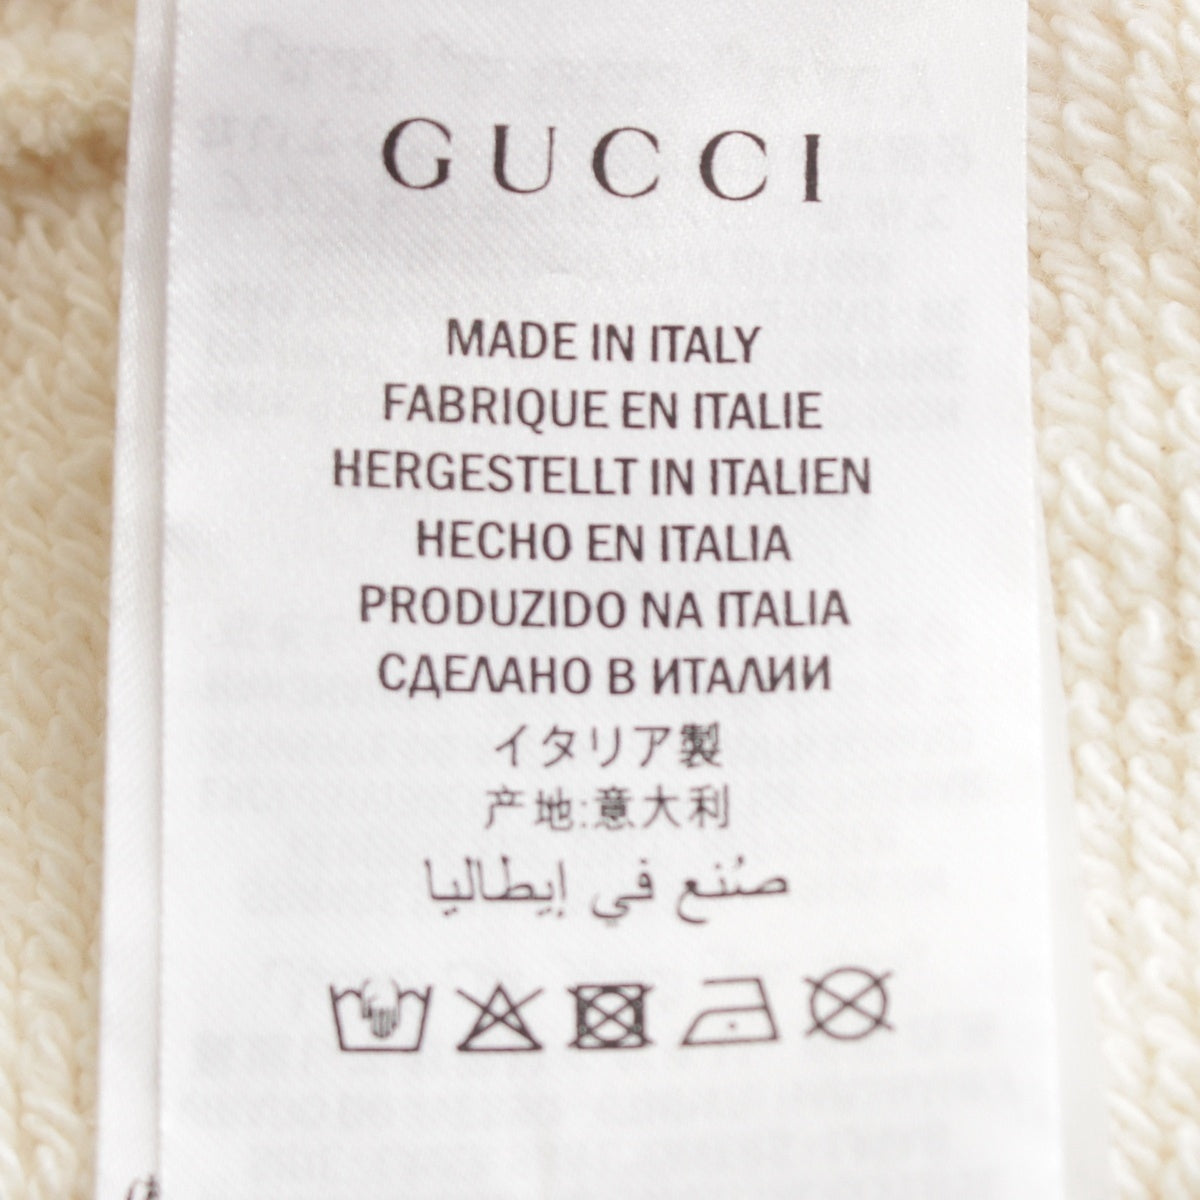 GUCCI
MADE IN ITALY
FABRIQUE EN ITALIE
HERGESTELLT IN ITALIEN
HECHO EN ITALIA
PRODUZIDO NA ITALIA
СДЕЛАНО В ИТАЛИИ
イタリア製
产地:意大利
صُنع في إيطاليا